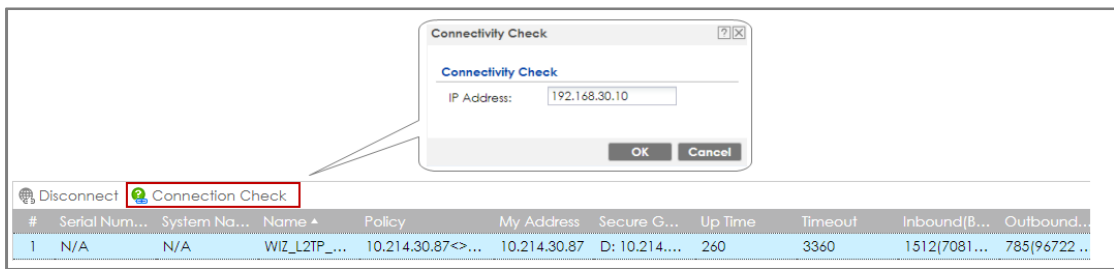 Connectivity Check
Connectivity Check
IP Address: 192.168.30.10
OK Cancel
Disconnect Connection Check
# Serial Num... System Na... Name Policy My Address Secure G... Up Time Timeout Inbound(B... Outbound...
1 N/A N/A WIZ_L2TP_... 10.214.30.87<>... 10.214.30.87 D: 10.214.... 260 3360 1512(7081... 785(96722 ...